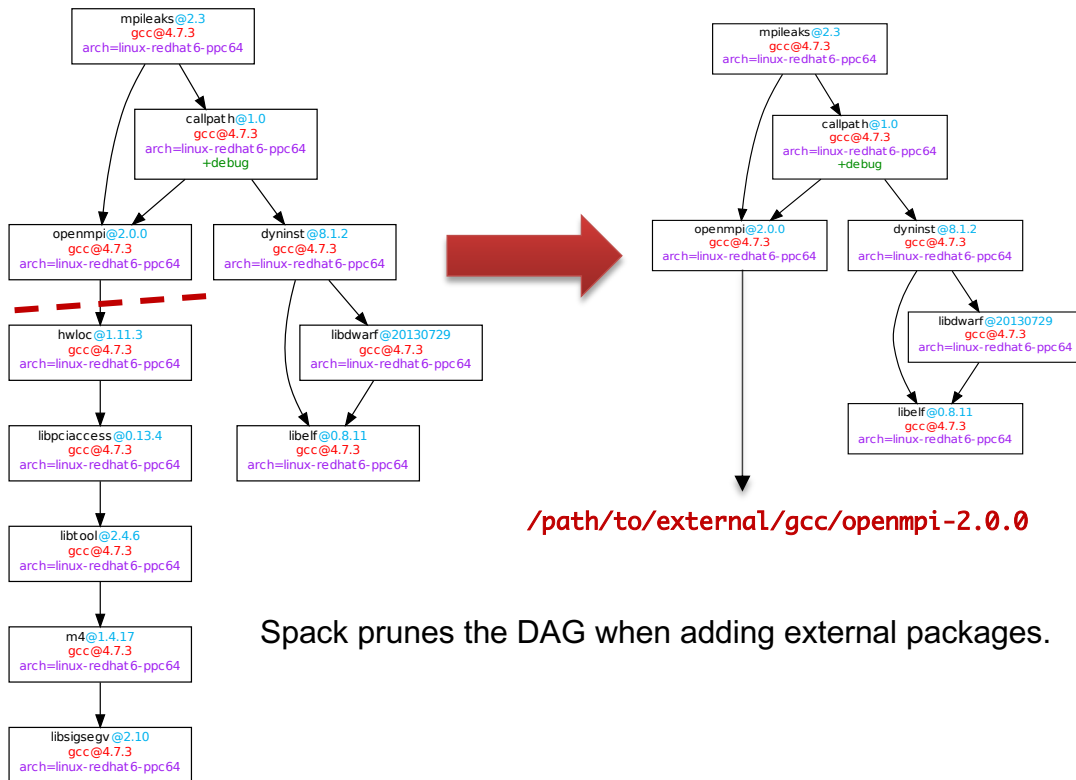 mpileaks@2.3
gcc@4.7.3
arch=linux-redhat6-ppc64
callpath@1.0
gcc@4.7.3
arch=linux-redhat6-ppc64
+debug
openmpi@2.0.0
gcc@4.7.3
arch=linux-redhat6-ppc64
dyninst@8.1.2
gcc@4.7.3
arch=linux-redhat6-ppc64
hwloc@1.11.3
gcc@4.7.3
arch=linux-redhat6-ppc64
libdwarf@20130729
gcc@4.7.3
arch=linux-redhat6-ppc64
libpciaccess@0.13.4
gcc@4.7.3
arch=linux-redhat6-ppc64
libelf@0.8.11
gcc@4.7.3
arch=linux-redhat6-ppc64
libtool@2.4.6
gcc@4.7.3
arch=linux-redhat6-ppc64
m4@1.4.17
gcc@4.7.3
arch=linux-redhat6-ppc64
libsigsegv@2.10
gcc@4.7.3
arch=linux-redhat6-ppc64
mpileaks@2.3
gcc@4.7.3
arch=linux-redhat6-ppc64
callpath@1.0
gcc@4.7.3
arch=linux-redhat6-ppc64
+debug
openmpi@2.0.0
gcc@4.7.3
arch=linux-redhat6-ppc64
dyninst@8.1.2
gcc@4.7.3
arch=linux-redhat6-ppc64
libdwarf@20130729
gcc@4.7.3
arch=linux-redhat6-ppc64
libelf@0.8.11
gcc@4.7.3
arch=linux-redhat6-ppc64
/path/to/external/gcc/openmpi-2.0.0
Spack prunes the DAG when adding external packages.